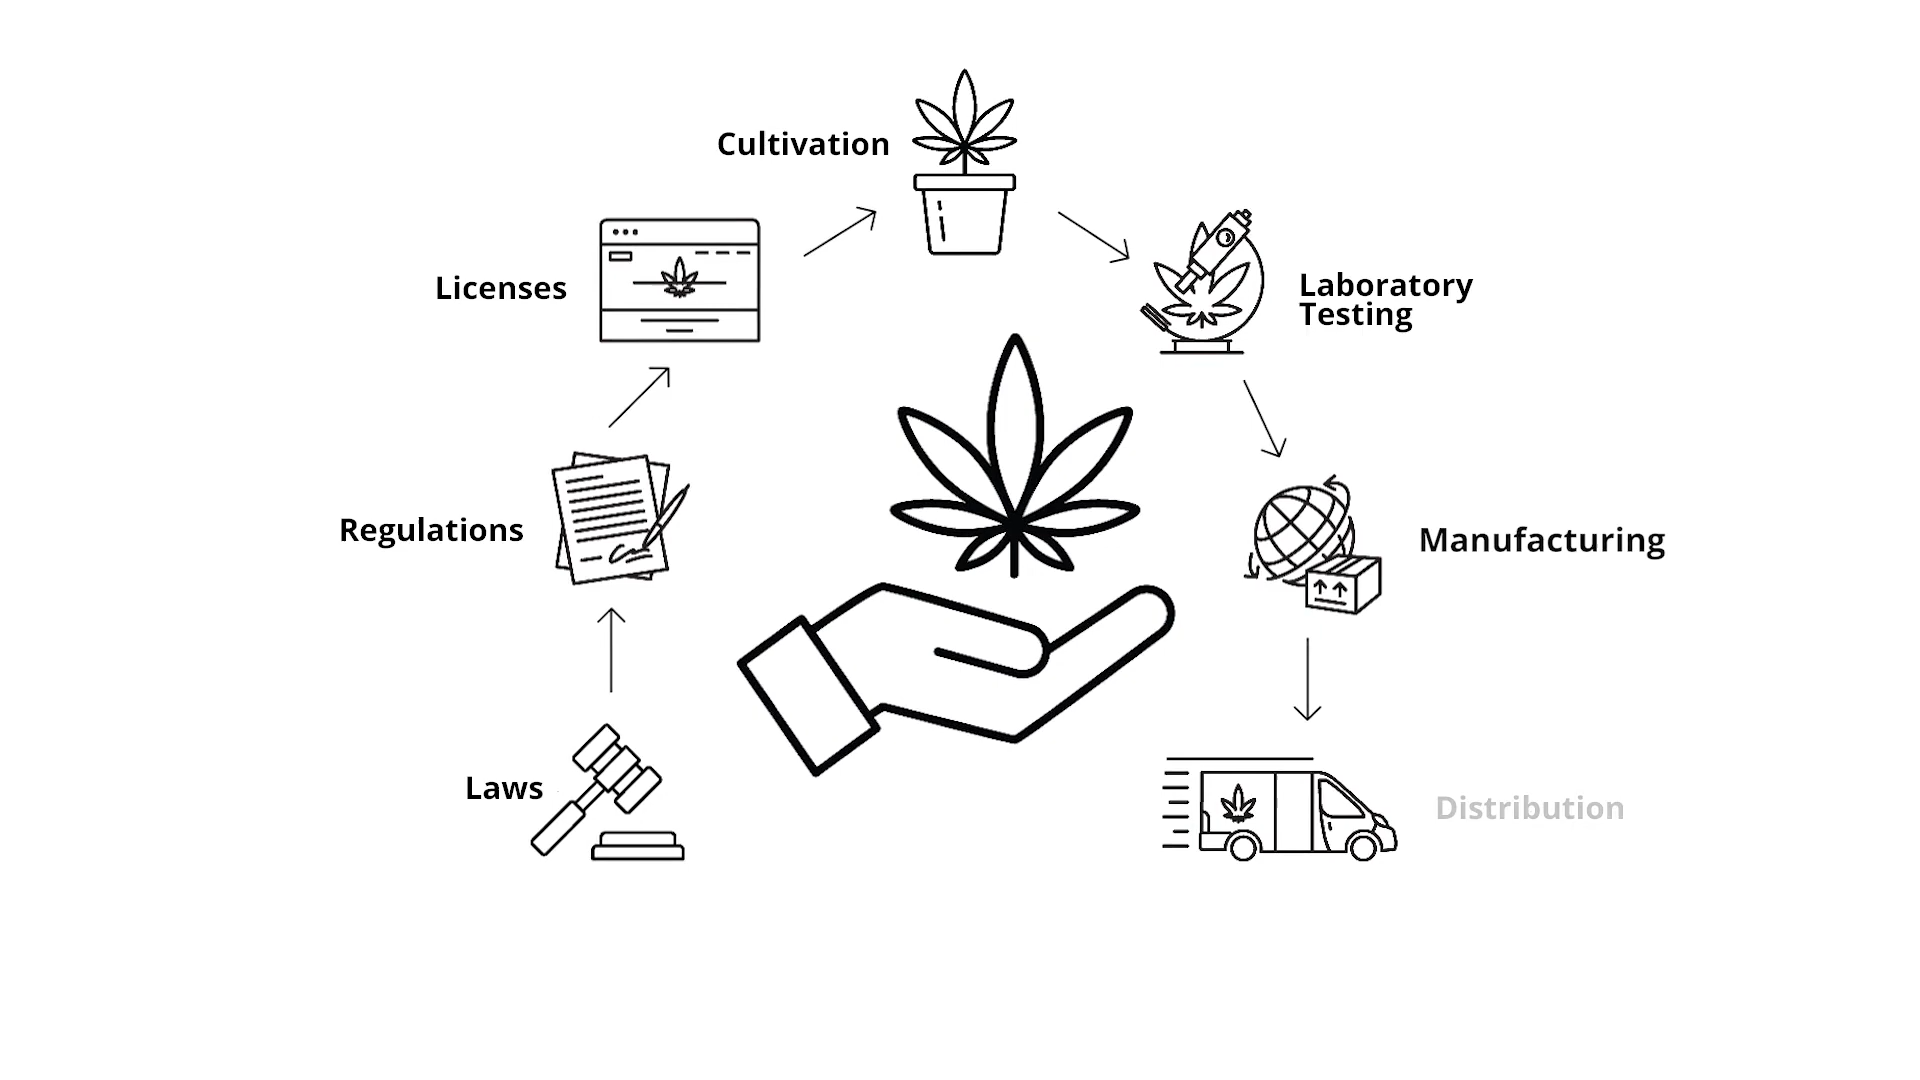 Cultivation
Licenses
Laboratory
Testing
Regulations
Manufacturing
Laws
Distribution